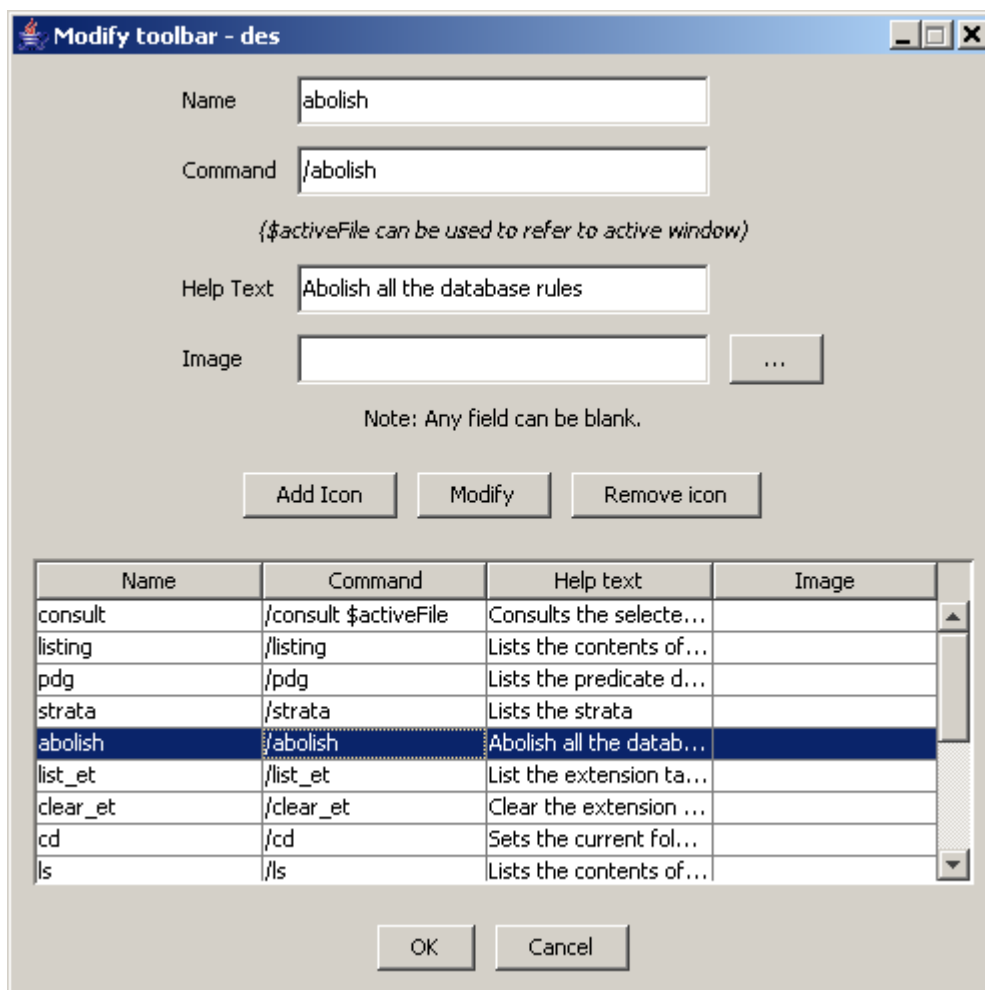 Modify toolbar - des
Name abolish
Command /abolish
($activeFile can be used to refer to active window)
Help Text Abolish all the database rules
Image ...
Note: Any field can be blank.
Add Icon Modify Remove icon
Name Command Help text Image
consult /consult $activeFile Consults the selecte...
listing /listing Lists the contents of...
pdg /pdg Lists the predicate d...
strata /strata Lists the strata
abolish /abolish Abolish all the datab...
list_et /list_et List the extension ta...
clear_et /clear_et Clear the extension ...
cd /cd Sets the current fol...
ls /ls Lists the contents of...
OK Cancel